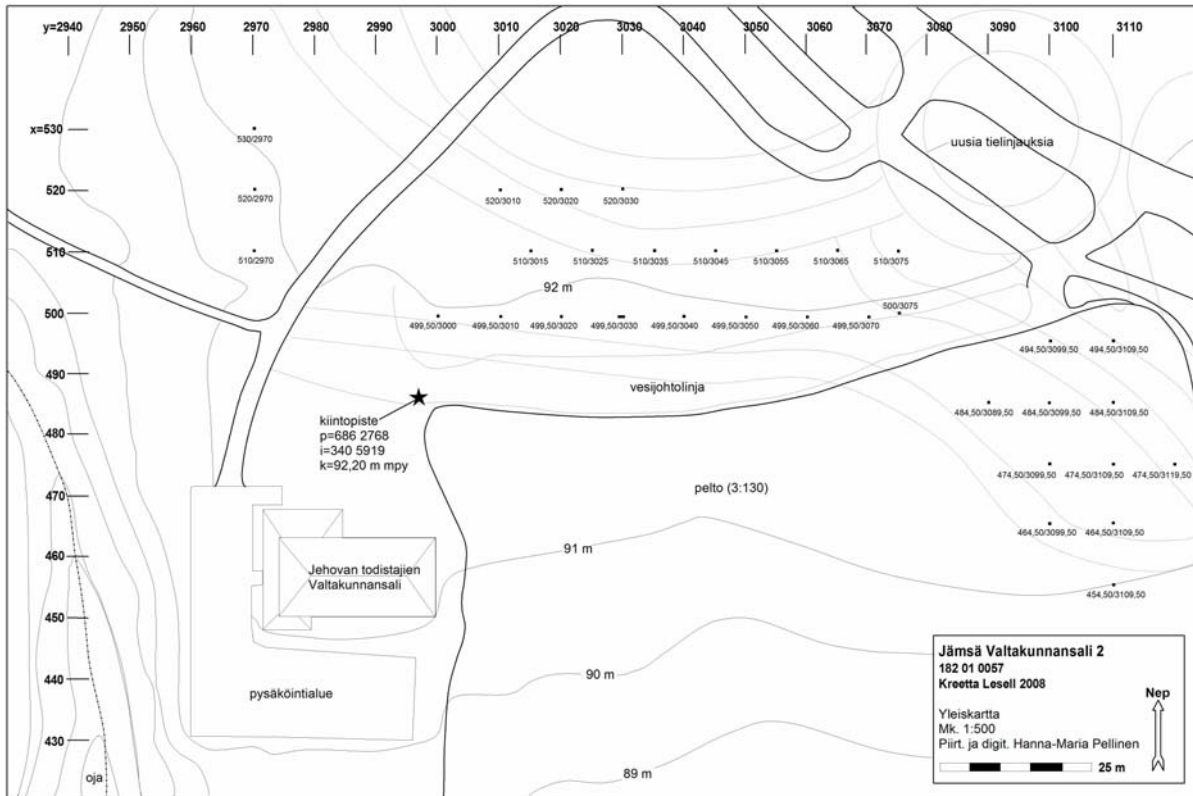 y=2940 2950 2960 2970 2980 2990 3000 3010 3020 3030 3040 3050 3060 3070 3080 3090 3100 3110
x=530
530/2970
uusia tielinjauksia
520
520/2970
520/3010 520/3020 520/3030
510
510/2970
510/3015 510/3025 510/3035 510/3045 510/3055 510/3065 510/3075
92 m
500
500/3075
499,50/3000 499,50/3010 499,50/3020 499,50/3030 499,50/3040 499,50/3050 499,50/3060 499,50/3070
494,50/3099,50 494,50/3109,50
490
vesijohtolinja
484,50/3089,50 484,50/3099,50 484,50/3109,50
kiintopiste
p=686 2768
i=340 5919
k=92,20 m mpy
480
470
474,50/3099,50 474,50/3109,50 474,50/3119,50
pelto (3:130)
464,50/3099,50 464,50/3109,50
460
91 m
Jehovan todistajien
Valtakunnansali
454,50/3109,50
450
440
90 m
pysäköintialue
430
89 m
oja
Jämsä Valtakunnansali 2
182 01 0057
Kreetta Lesell 2008
Nep
Yleiskartta
Mk. 1:500
Piirt. ja digit. Hanna-Maria Pellinen
25 m